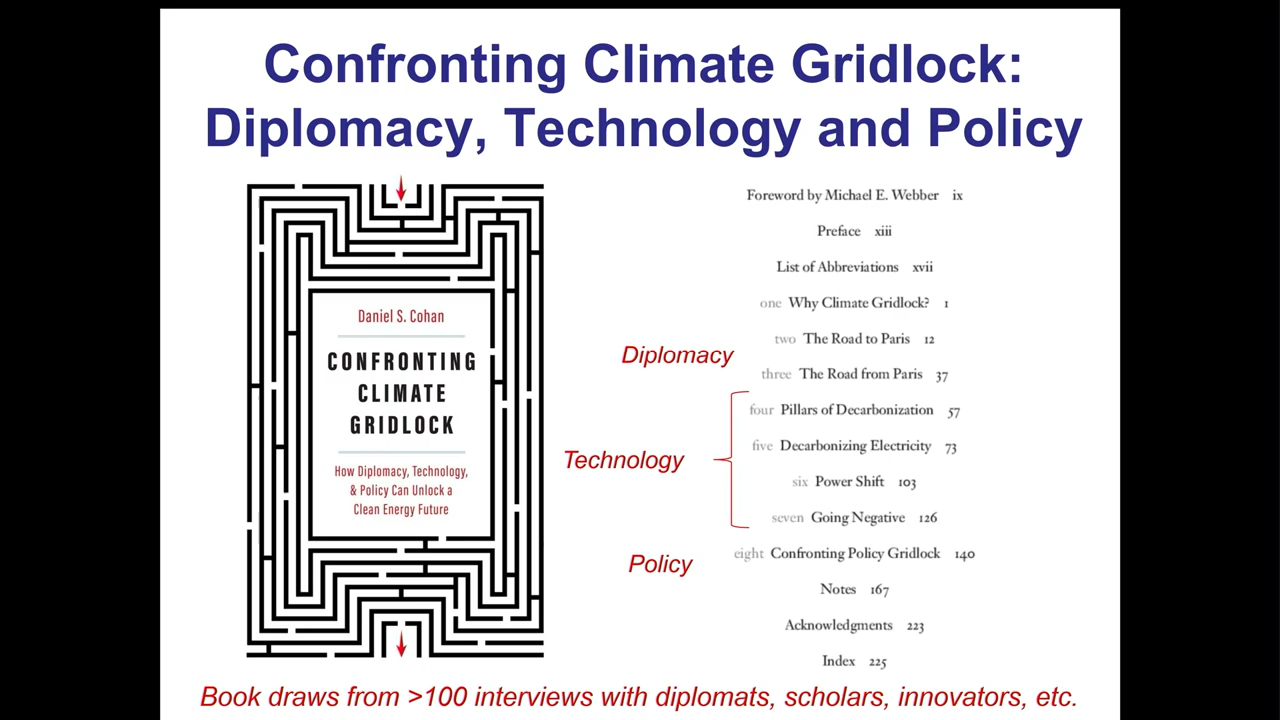 Confronting Climate Gridlock:
Diplomacy, Technology and Policy
Daniel S. Cohan
CONFRONTING
CLIMATE
GRIDLOCK
How Diplomacy, Technology,
& Policy Can Unlock a
Clean Energy Future
Foreword by Michael E. Webber ix
Preface xiii
List of Abbreviations xvii
one Why Climate Gridlock? 1
two The Road to Paris 12
Diplomacy
three The Road from Paris 37
four Pillars of Decarbonization 57
five Decarbonizing Electricity 73
Technology
six Power Shift 103
seven Going Negative 126
eight Confronting Policy Gridlock 140
Policy
Notes 167
Acknowledgments 223
Index 225
Book draws from >100 interviews with diplomats, scholars, innovators, etc.